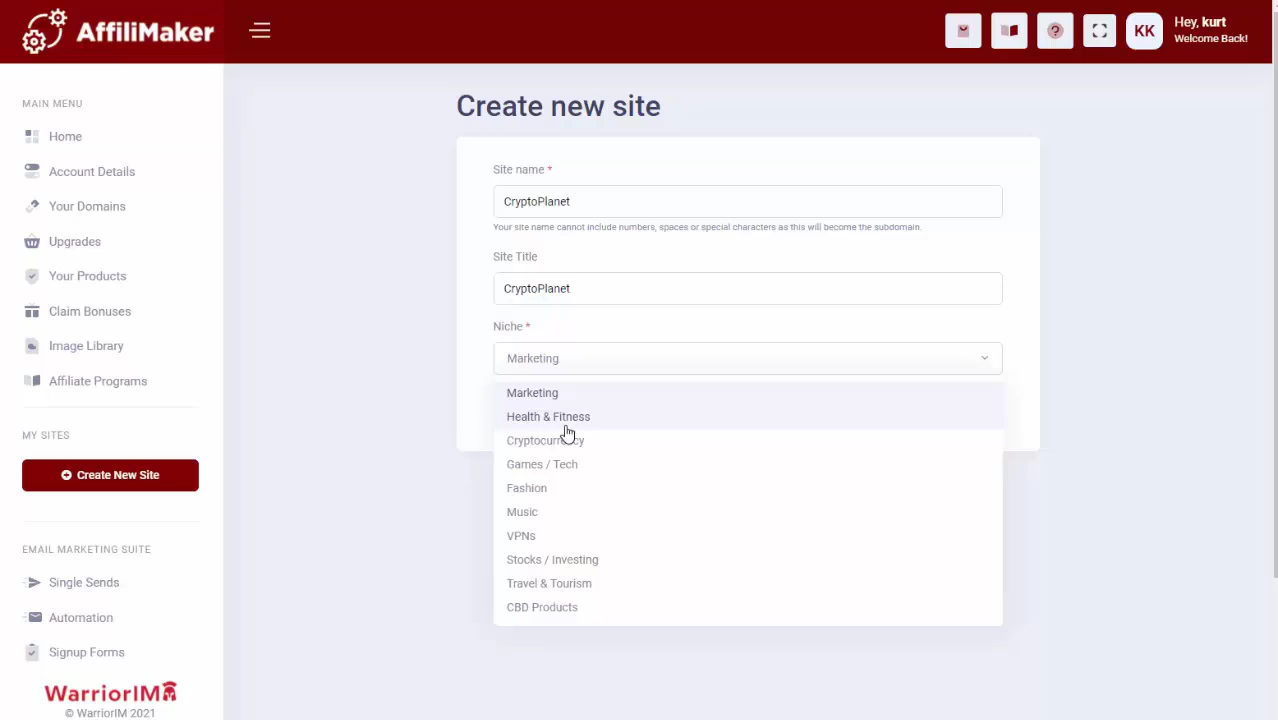 AffiliMaker
KK
Hey, kurt
Welcome Back!
MAIN MENU
Home
Account Details
Your Domains
Upgrades
Your Products
Claim Bonuses
Image Library
Affiliate Programs
MY SITES
Create New Site
EMAIL MARKETING SUITE
Single Sends
Automation
Signup Forms
WarriorIM
© WarriorIM 2021
Create new site
Site name *
CryptoPlanet
Your site name cannot include numbers, spaces or special characters as this will become the subdomain.
Site Title
CryptoPlanet
Niche *
Marketing
Marketing
Health & Fitness
Cryptocurrency
Games / Tech
Fashion
Music
VPNs
Stocks / Investing
Travel & Tourism
CBD Products